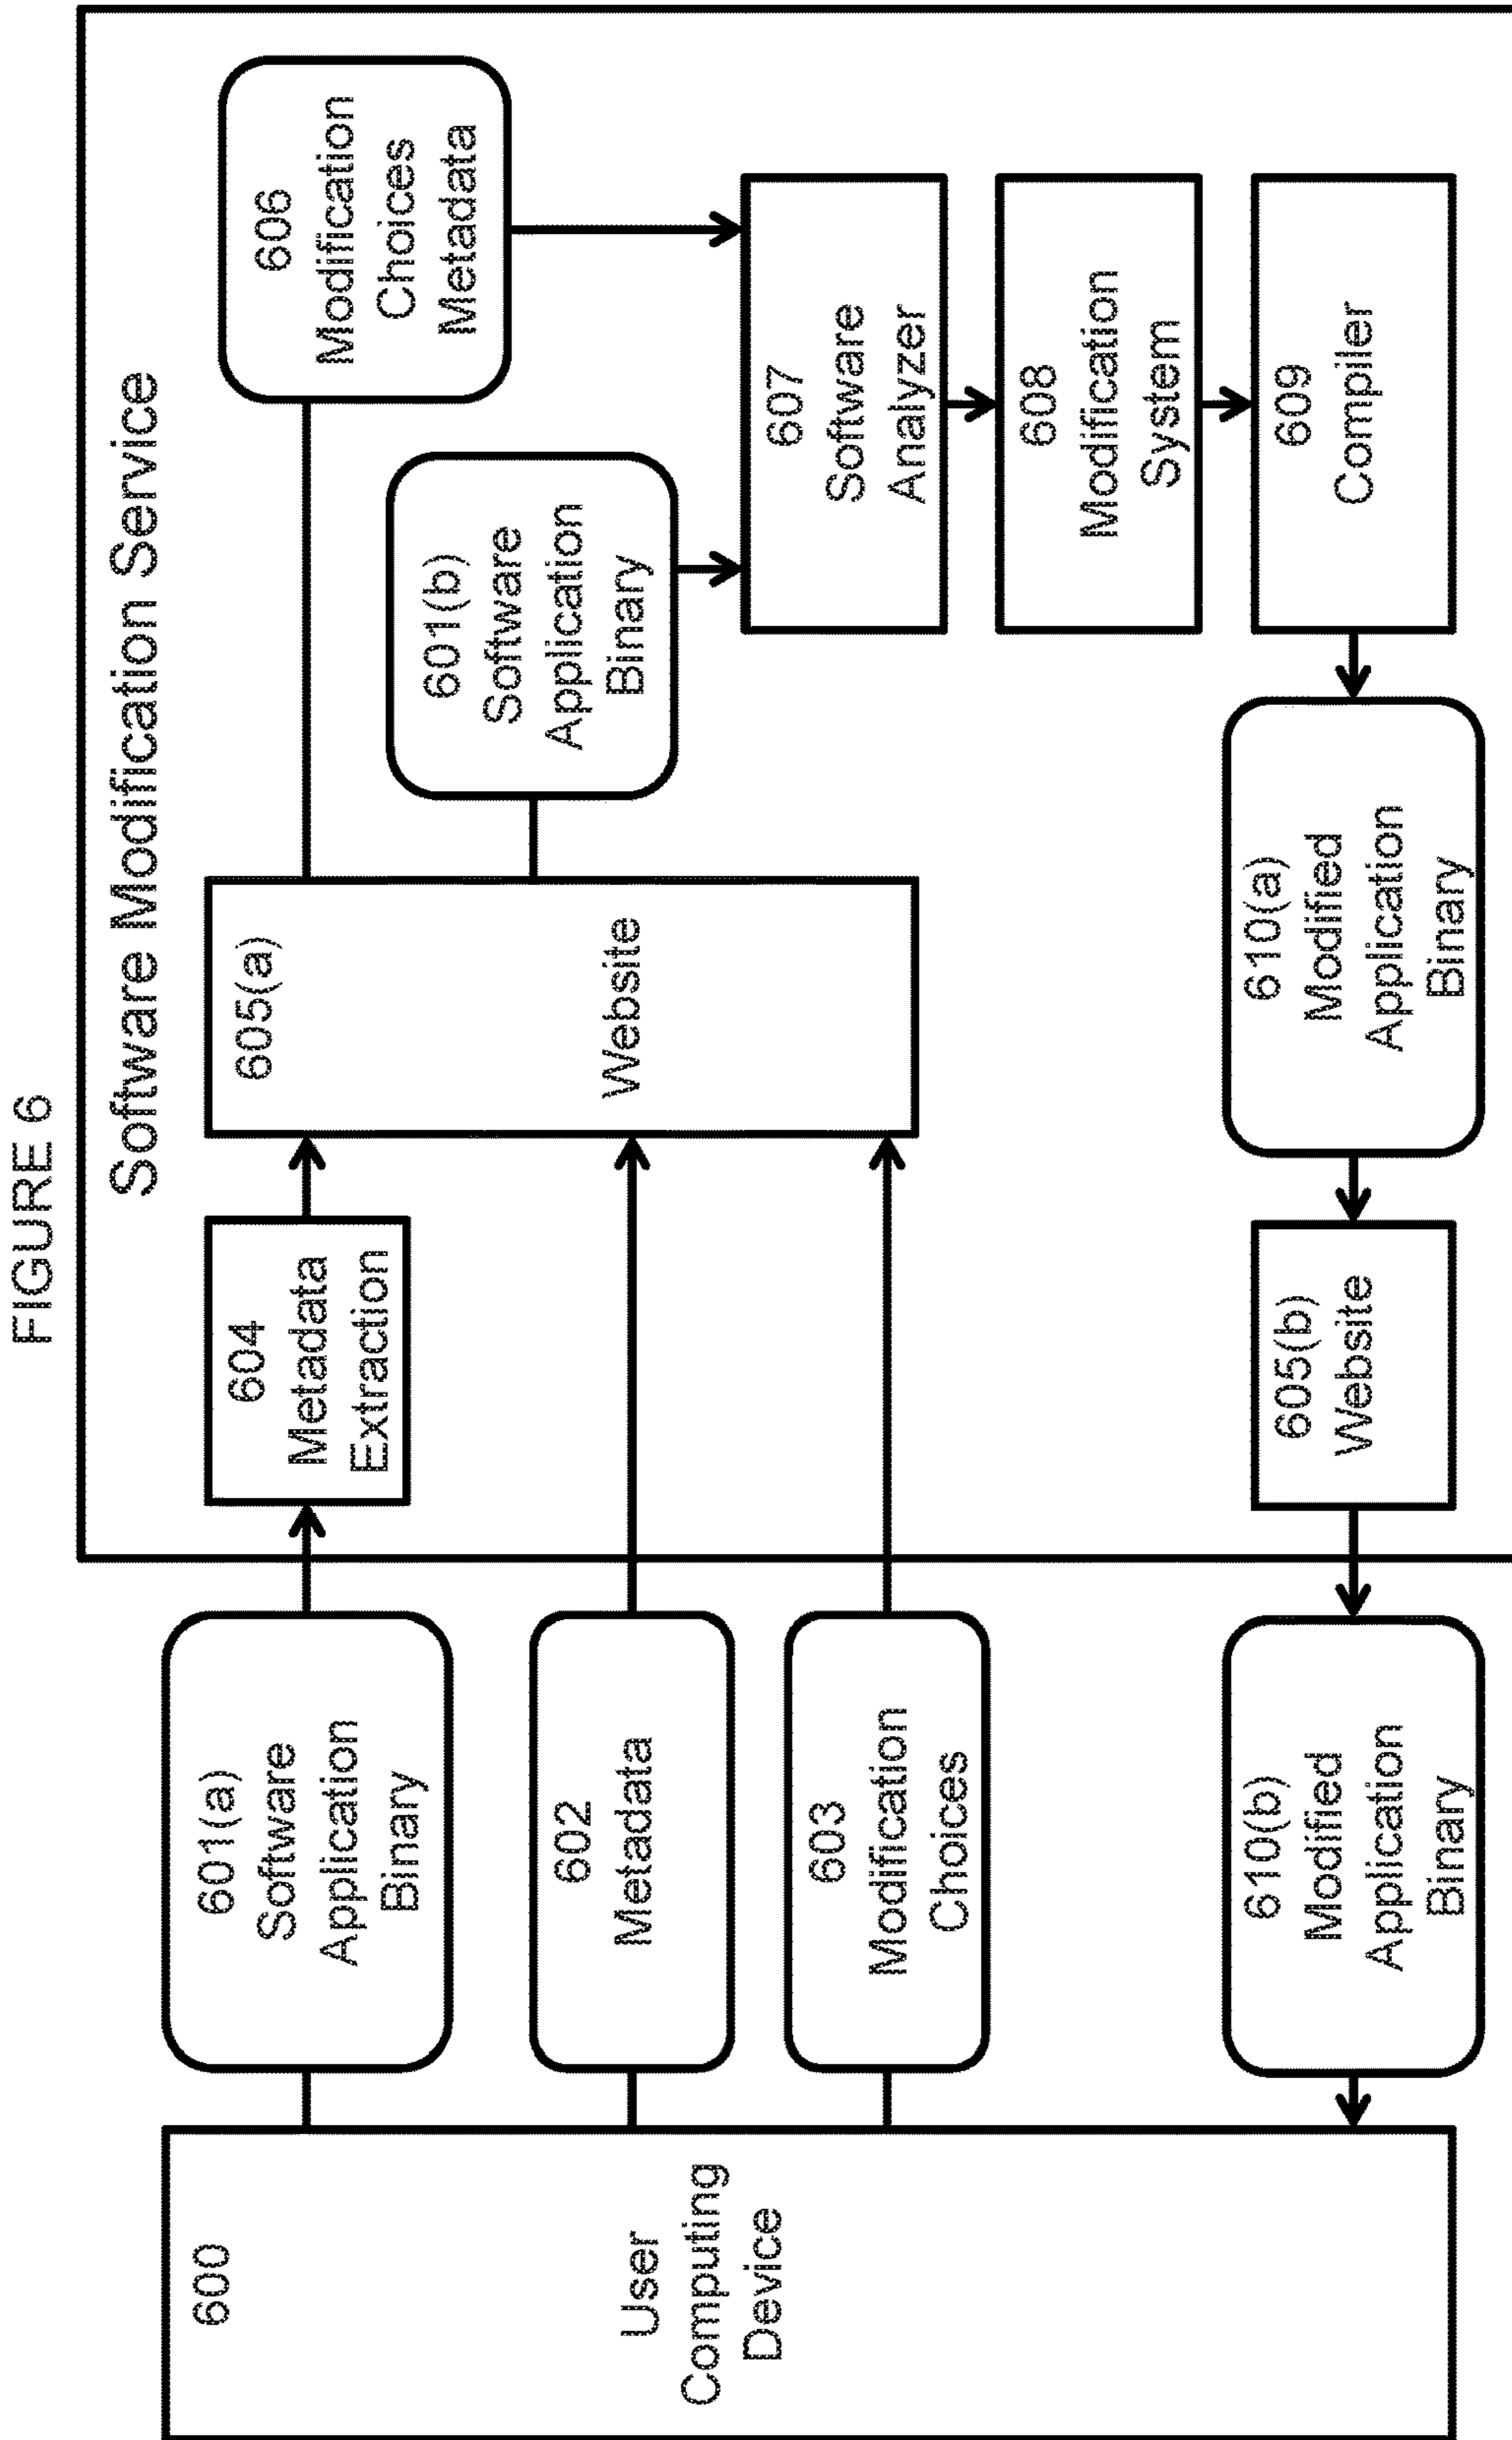 FIGURE 6
Software Modification Service
600
User
Computing
Device
601(a)
Software
Application
Binary
602
Metadata
603
Modification
Choices
604
Metadata
Extraction
605(a)
Website
606
Modification
Choices
Metadata
601(b)
Software
Application
Binary
607
Software
Analyzer
608
Modification
System
609
Compiler
610(a)
Modified
Application
Binary
605(b)
Website
610(b)
Modified
Application
Binary